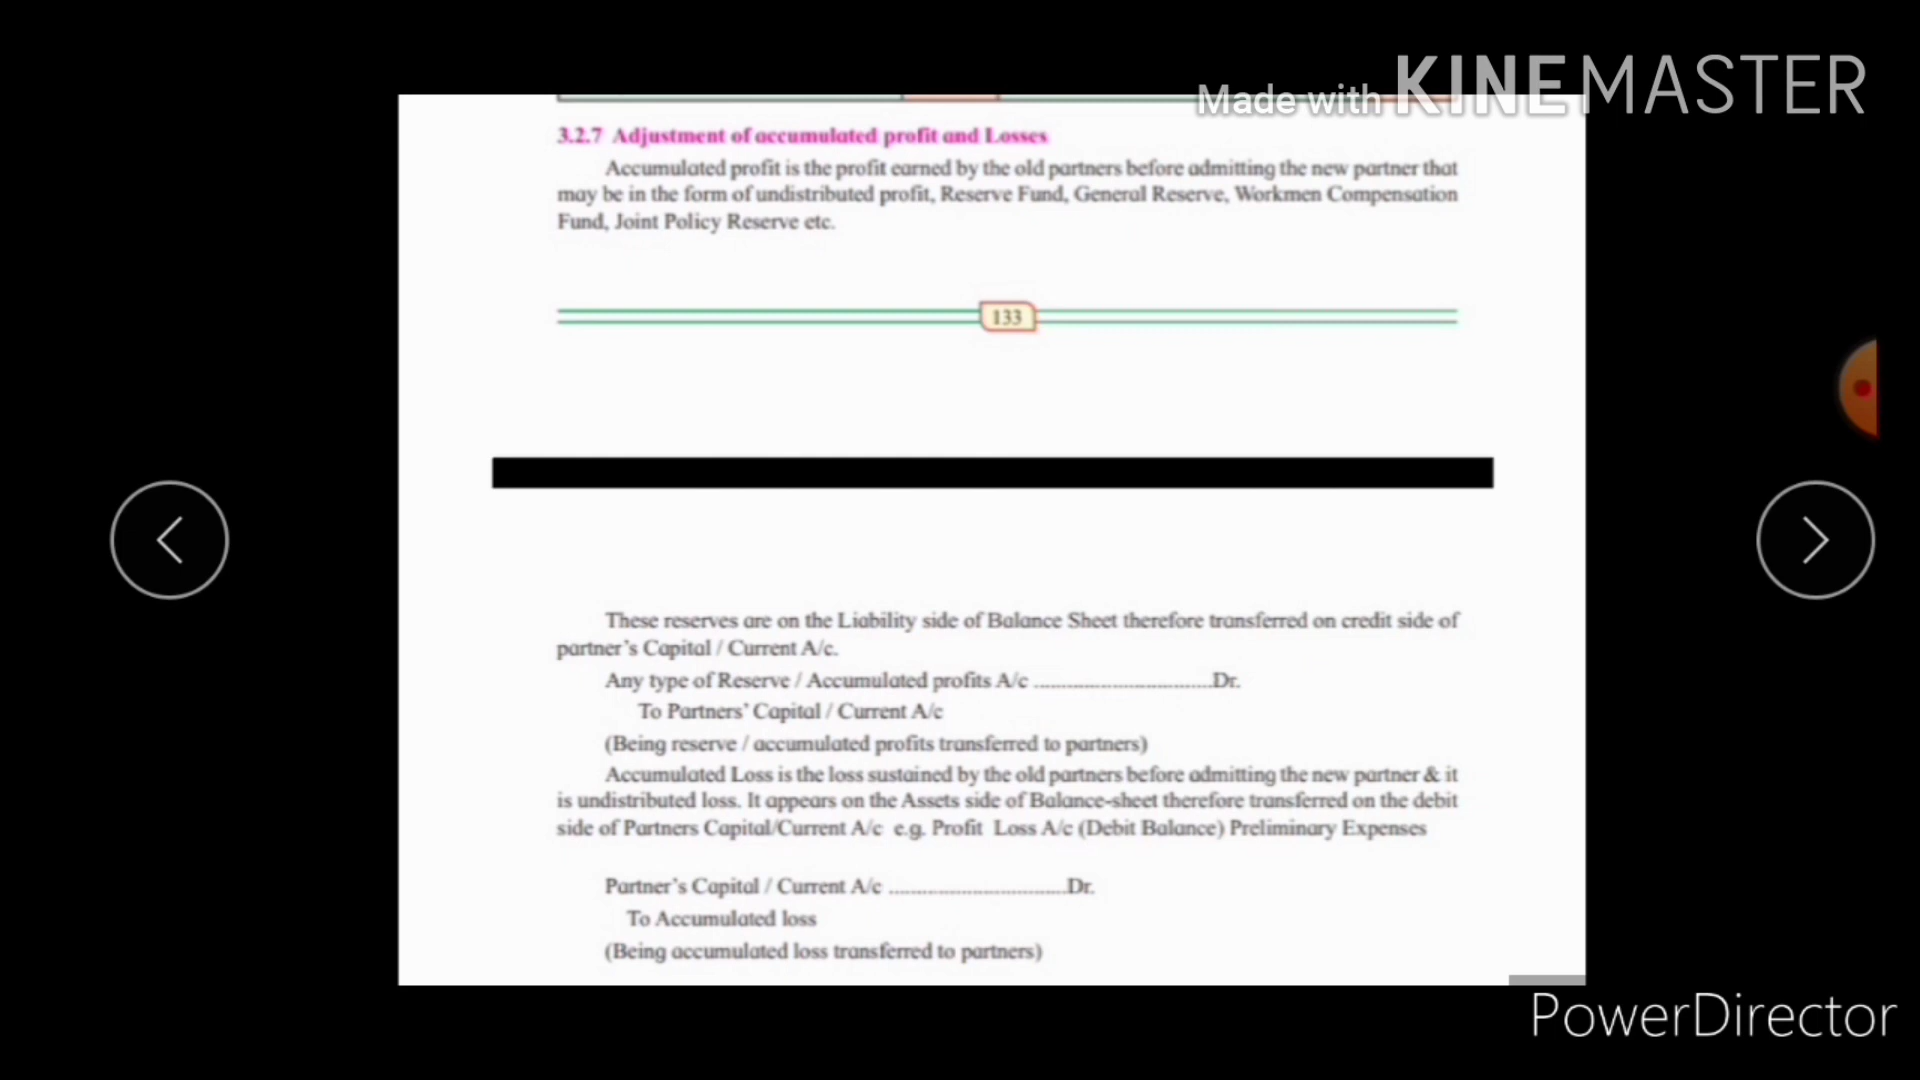 Made with KINEMASTER
3.2.7 Adjustment of accumulated profit and Losses
Accumulated profit is the profit earned by the old partners before admitting the new partner that
may be in the form of undistributed profit, Reserve Fund, General Reserve, Workmen Compensation
Fund, Joint Policy Reserve etc.
133
These reserves are on the Liability side of Balance Sheet therefore transferred on credit side of
partner's Capital / Current A/c.
Any type of Reserve / Accumulated profits A/c ................................Dr.
To Partners' Capital / Current A/c
(Being reserve / accumulated profits transferred to partners)
Accumulated Loss is the loss sustained by the old partners before admitting the new partner & it
is undistributed loss. It appears on the Assets side of Balance-sheet therefore transferred on the debit
side of Partners Capital/Current A/c e.g. Profit Loss A/c (Debit Balance) Preliminary Expenses
Partner's Capital / Current A/c ................................Dr.
To Accumulated loss
(Being accumulated loss transferred to partners)
PowerDirector